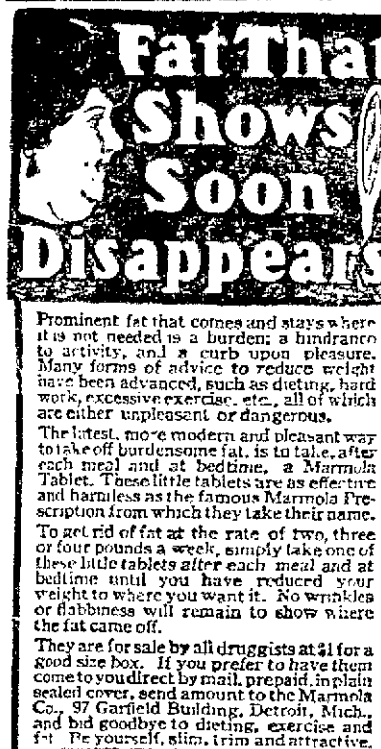 Fat That
Shows
Soon
Disappears
Prominent fat that comes and stays where
it is not needed is a burden; a hindrance
to activity, and a curb upon pleasure.
Many forms of advice to reduce weight
have been advanced, such as dieting, hard
work, excessive exercise, etc., all of which
are either unpleasant or dangerous.
The latest, more modern and pleasant way
to take off burdensome fat, is to take, after
each meal and at bedtime, a Marmola
Tablet. These little tablets are as effective
and harmless as the famous Marmola Pre-
scription from which they take their name.
To get rid of fat at the rate of two, three
or four pounds a week, simply take one of
these little tablets after each meal and at
bedtime until you have reduced your
weight to where you want it. No wrinkles
or flabbiness will remain to show where
the fat came off.
They are for sale by all druggists at $1 for a
good size box. If you prefer to have them
come to you direct by mail, prepaid, in plain
sealed cover, send amount to the Marmola
Co., 97 Garfield Building, Detroit, Mich.,
and bid goodbye to dieting, exercise and
fat. Be yourself, slim, trim and attractive.